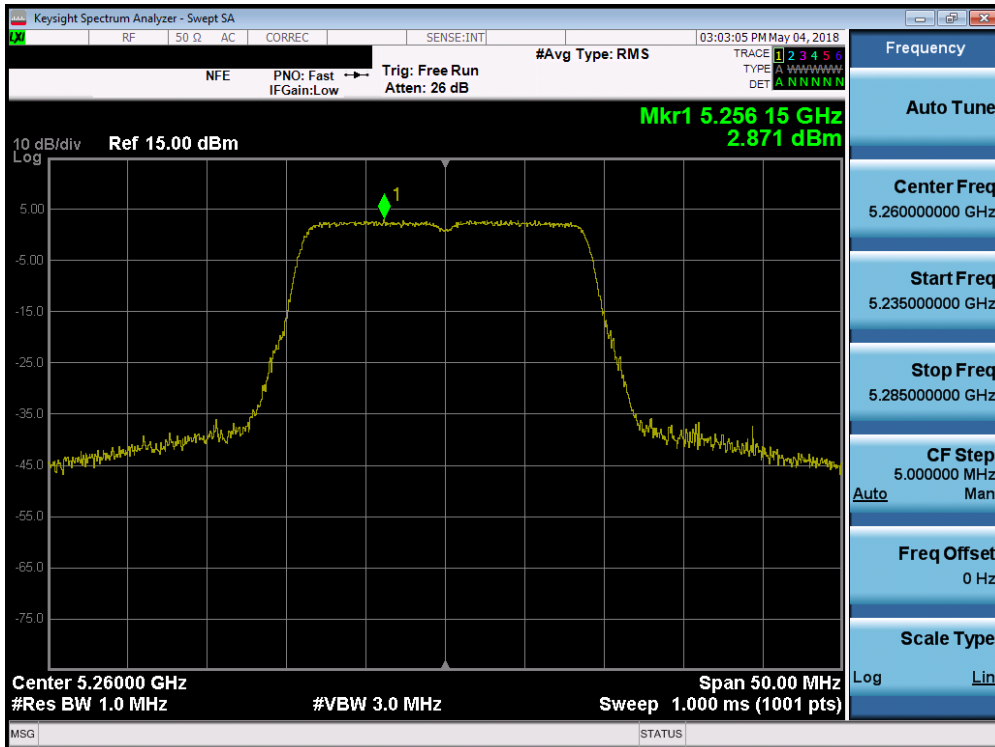 Keysight Spectrum Analyzer - Swept SA
LXI RF 50 Ω AC CORREC SENSE:INT 03:03:05 PM May 04, 2018
Frequency
#Avg Type: RMS TRACE 1 2 3 4 5 6
NFE PNO: Fast Trig: Free Run TYPE A WWWWW
IFGain:Low Atten: 26 dB DET A N N N N N
Auto Tune
Mkr1 5.256 15 GHz
2.871 dBm
10 dB/div Ref 15.00 dBm
Log
1
5.00
-5.00
-15.0
-25.0
-35.0
-45.0
-55.0
-65.0
-75.0
Center Freq
5.260000000 GHz
Start Freq
5.235000000 GHz
Stop Freq
5.285000000 GHz
CF Step
5.000000 MHz
Auto Man
Freq Offset
0 Hz
Scale Type
Log Lin
Center 5.26000 GHz Span 50.00 MHz
#Res BW 1.0 MHz #VBW 3.0 MHz Sweep 1.000 ms (1001 pts)
MSG STATUS